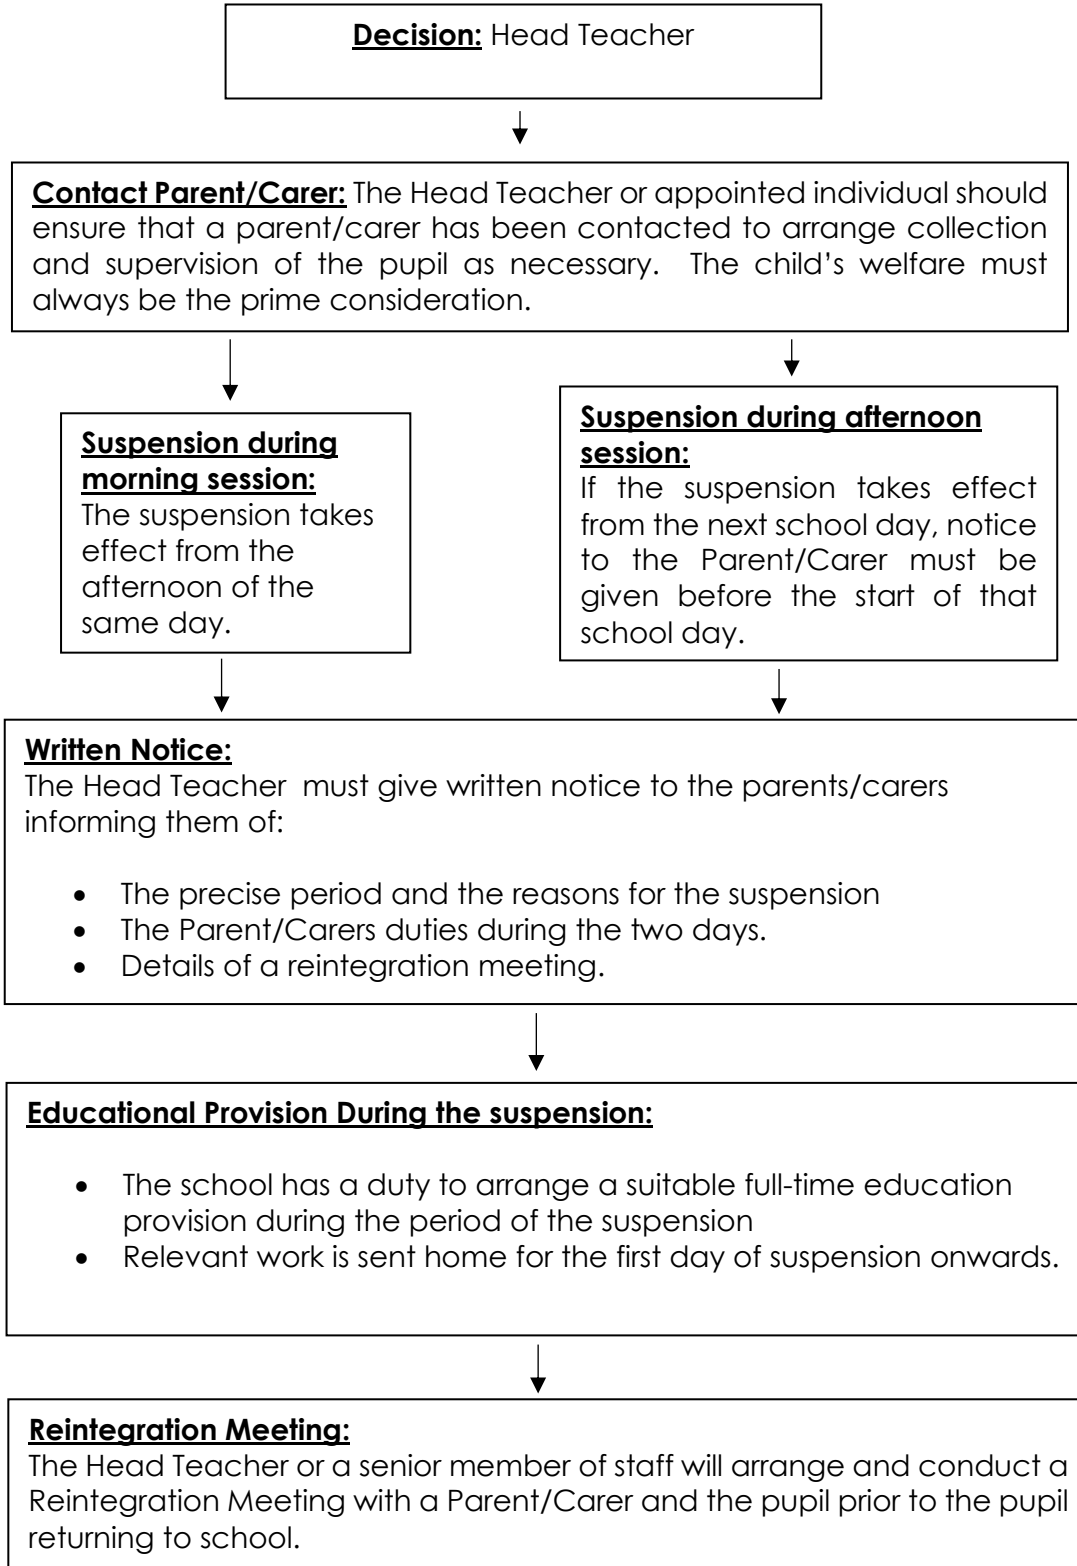 Decision: Head Teacher
Contact Parent/Carer: The Head Teacher or appointed individual should
ensure that a parent/carer has been contacted to arrange collection
and supervision of the pupil as necessary.  The child's welfare must
always be the prime consideration.
Suspension during
morning session:
The suspension takes
effect from the
afternoon of the
same day.
Suspension during afternoon
session:
If the suspension takes effect
from the next school day, notice
to the Parent/Carer must be
given before the start of that
school day.
Written Notice:
The Head Teacher  must give written notice to the parents/carers
informing them of:
• The precise period and the reasons for the suspension
• The Parent/Carers duties during the two days.
• Details of a reintegration meeting.
Educational Provision During the suspension:
• The school has a duty to arrange a suitable full-time education
provision during the period of the suspension
• Relevant work is sent home for the first day of suspension onwards.
Reintegration Meeting:
The Head Teacher or a senior member of staff will arrange and conduct a
Reintegration Meeting with a Parent/Carer and the pupil prior to the pupil
returning to school.